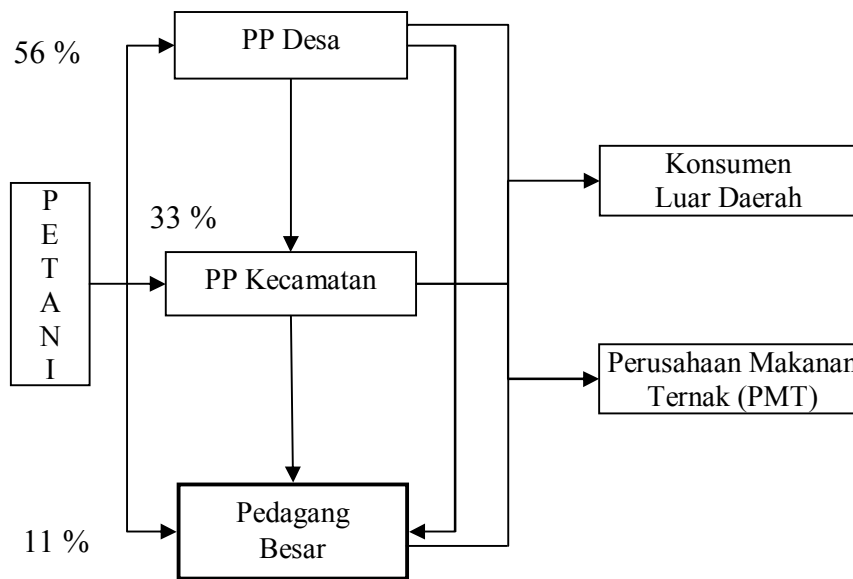 56 %
PP Desa
Konsumen
Luar Daerah
P
E
T
A
N
I
33 %
PP Kecamatan
Perusahaan Makanan
Ternak (PMT)
11 %
Pedagang
Besar